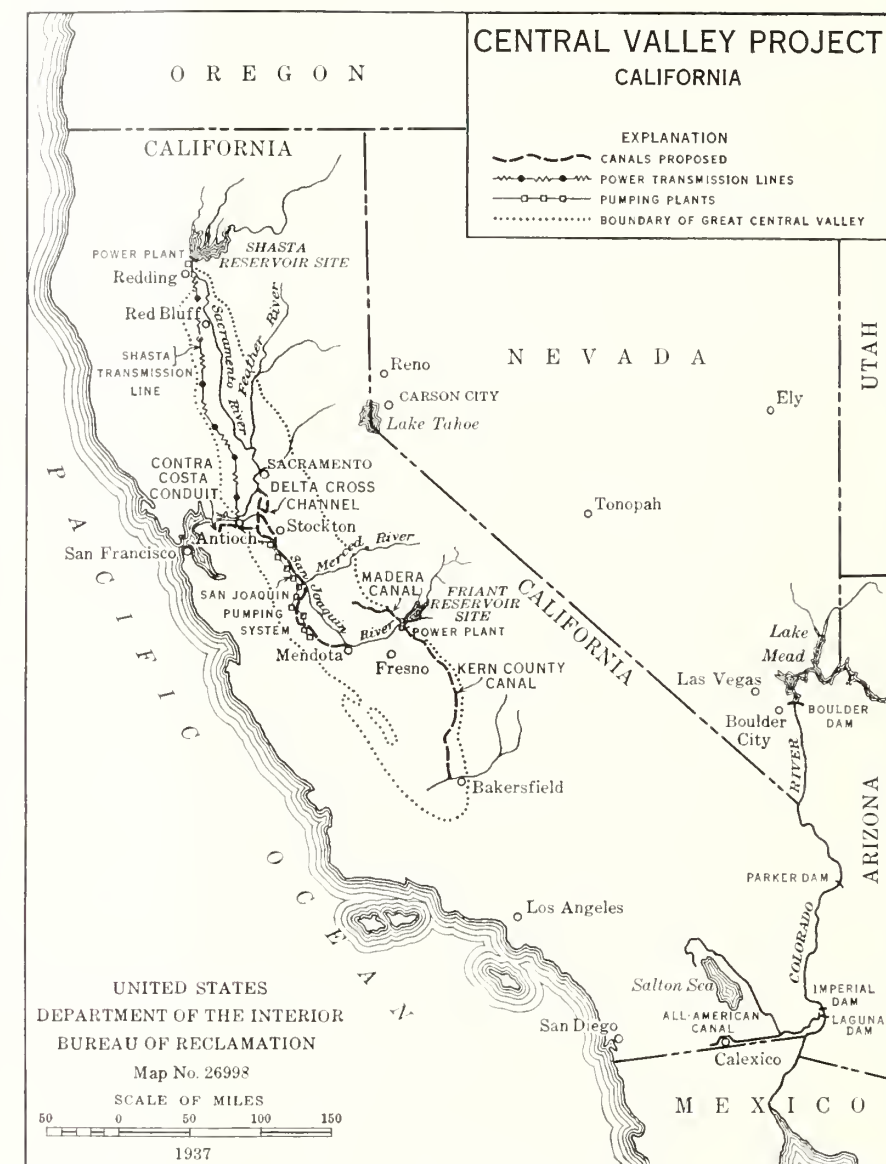 CENTRAL VALLEY PROJECT
CALIFORNIA
EXPLANATION
CANALS PROPOSED
POWER TRANSMISSION LINES
PUMPING PLANTS
BOUNDARY OF GREAT CENTRAL VALLEY
OREGON
CALIFORNIA
SHASTA
RESERVOIR SITE
POWER PLANT
Redding
Red Bluff
Sacramento River
Feather River
SHASTA
TRANSMISSION
LINE
NEVADA
UTAH
Reno
CARSON CITY
Lake Tahoe
Ely
Tonopah
CONTRA
COSTA
CONDUIT
SACRAMENTO
DELTA CROSS
CHANNEL
Antioch
Stockton
San Francisco
Merced River
SAN JOAQUIN
PUMPING
SYSTEM
San Joaquin River
MADERA
CANAL
FRIANT
RESERVOIR
SITE
POWER PLANT
Mendota
Fresno
KERN COUNTY
CANAL
Bakersfield
CALIFORNIA
Lake
Mead
Las Vegas
Boulder
City
BOULDER
DAM
COLORADO RIVER
ARIZONA
PARKER DAM
PACIFIC OCEAN
Los Angeles
Salton Sea
IMPERIAL
DAM
LAGUNA
DAM
ALL-AMERICAN
CANAL
San Diego
Calexico
MEXICO
UNITED STATES
DEPARTMENT OF THE INTERIOR
BUREAU OF RECLAMATION
Map No. 26998
SCALE OF MILES
50 0 50 100 150
1937